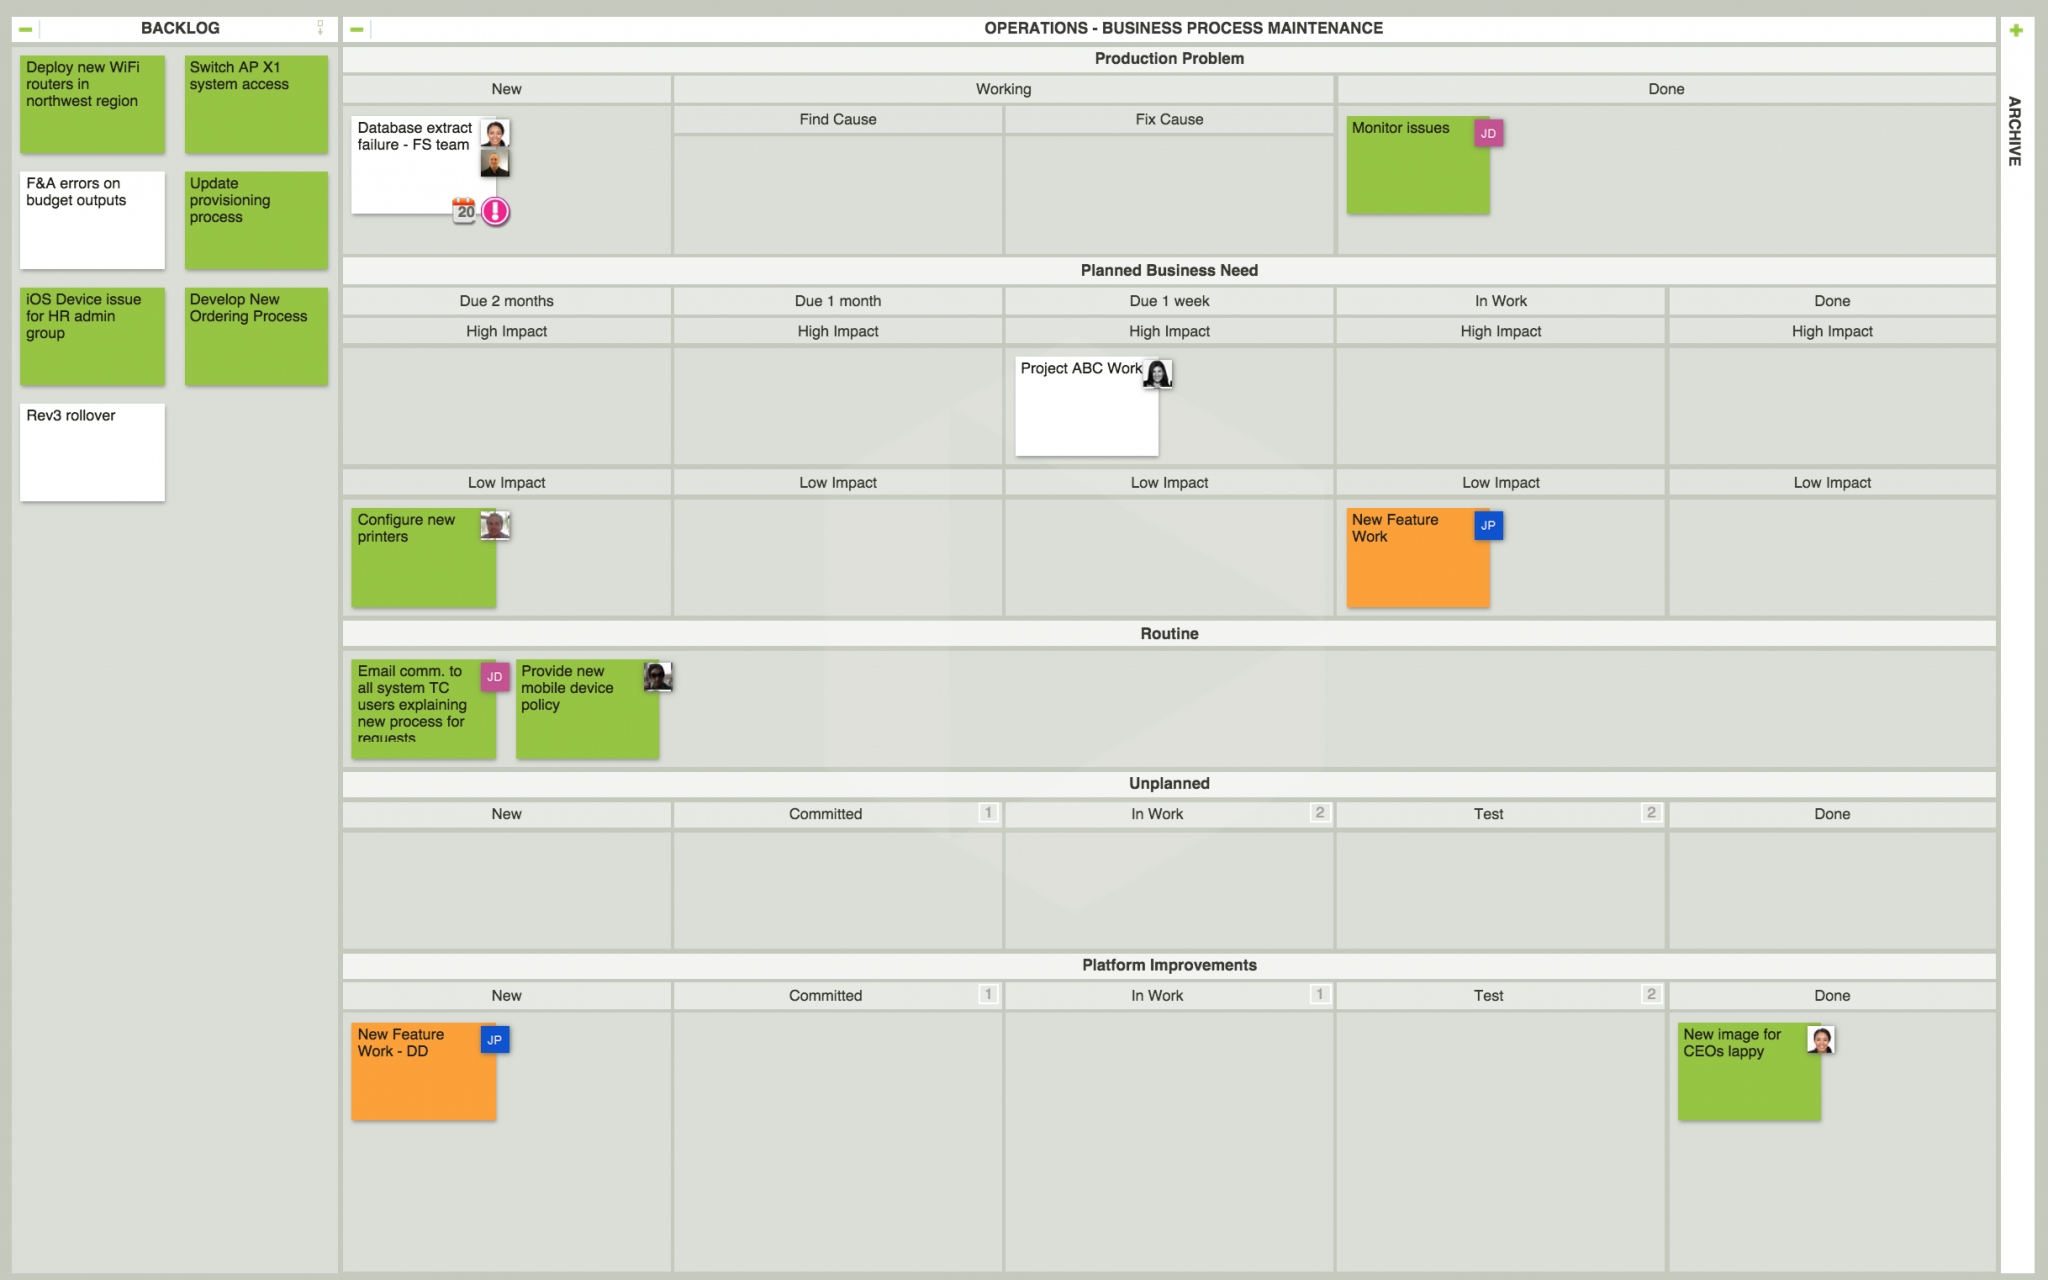 BACKLOG
Deploy new WiFi
routers in
northwest region
Switch AP X1
system access
F&A errors on
budget outputs
Update
provisioning
process
iOS Device issue
for HR admin
group
Develop New
Ordering Process
Rev3 rollover
OPERATIONS - BUSINESS PROCESS MAINTENANCE
Production Problem
New
Working
Done
Find Cause
Fix Cause
Database extract
failure - FS team
20
!
Monitor issues
JD
Planned Business Need
Due 2 months
Due 1 month
Due 1 week
In Work
Done
High Impact
High Impact
High Impact
High Impact
High Impact
Project ABC Work
Low Impact
Low Impact
Low Impact
Low Impact
Low Impact
Configure new
printers
New Feature
Work
JP
Routine
Email comm. to
all system TC
users explaining
new process for
requests
JD
Provide new
mobile device
policy
Unplanned
New
Committed
1
In Work
2
Test
2
Done
Platform Improvements
New
Committed
1
In Work
1
Test
2
Done
New Feature
Work - DD
JP
New image for
CEOs lappy
ARCHIVE